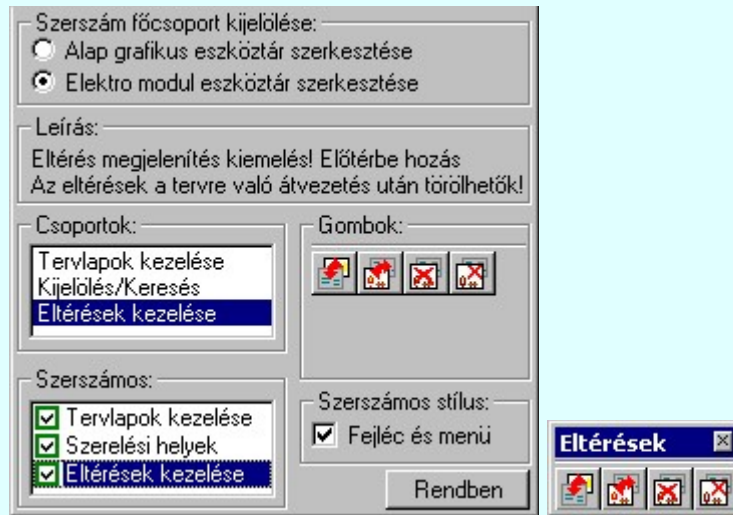 Szerszám főcsoport kijelölése:
Alap grafikus eszköztár szerkesztése
Elektro modul eszköztár szerkesztése
Leírás:
Eltérés megjelenítés kiemelés! Előtérbe hozás
Az eltérések a tervre való átvezetés után törölhetők!
Csoportok:
Tervlapok kezelése
Kijelölés/Keresés
Eltérések kezelése
Gombok:
Szerszámos:
Tervlapok kezelése
Szerelési helyek
Eltérések kezelése
Szerszámos stílus:
Fejléc és menü
Rendben
Eltérések